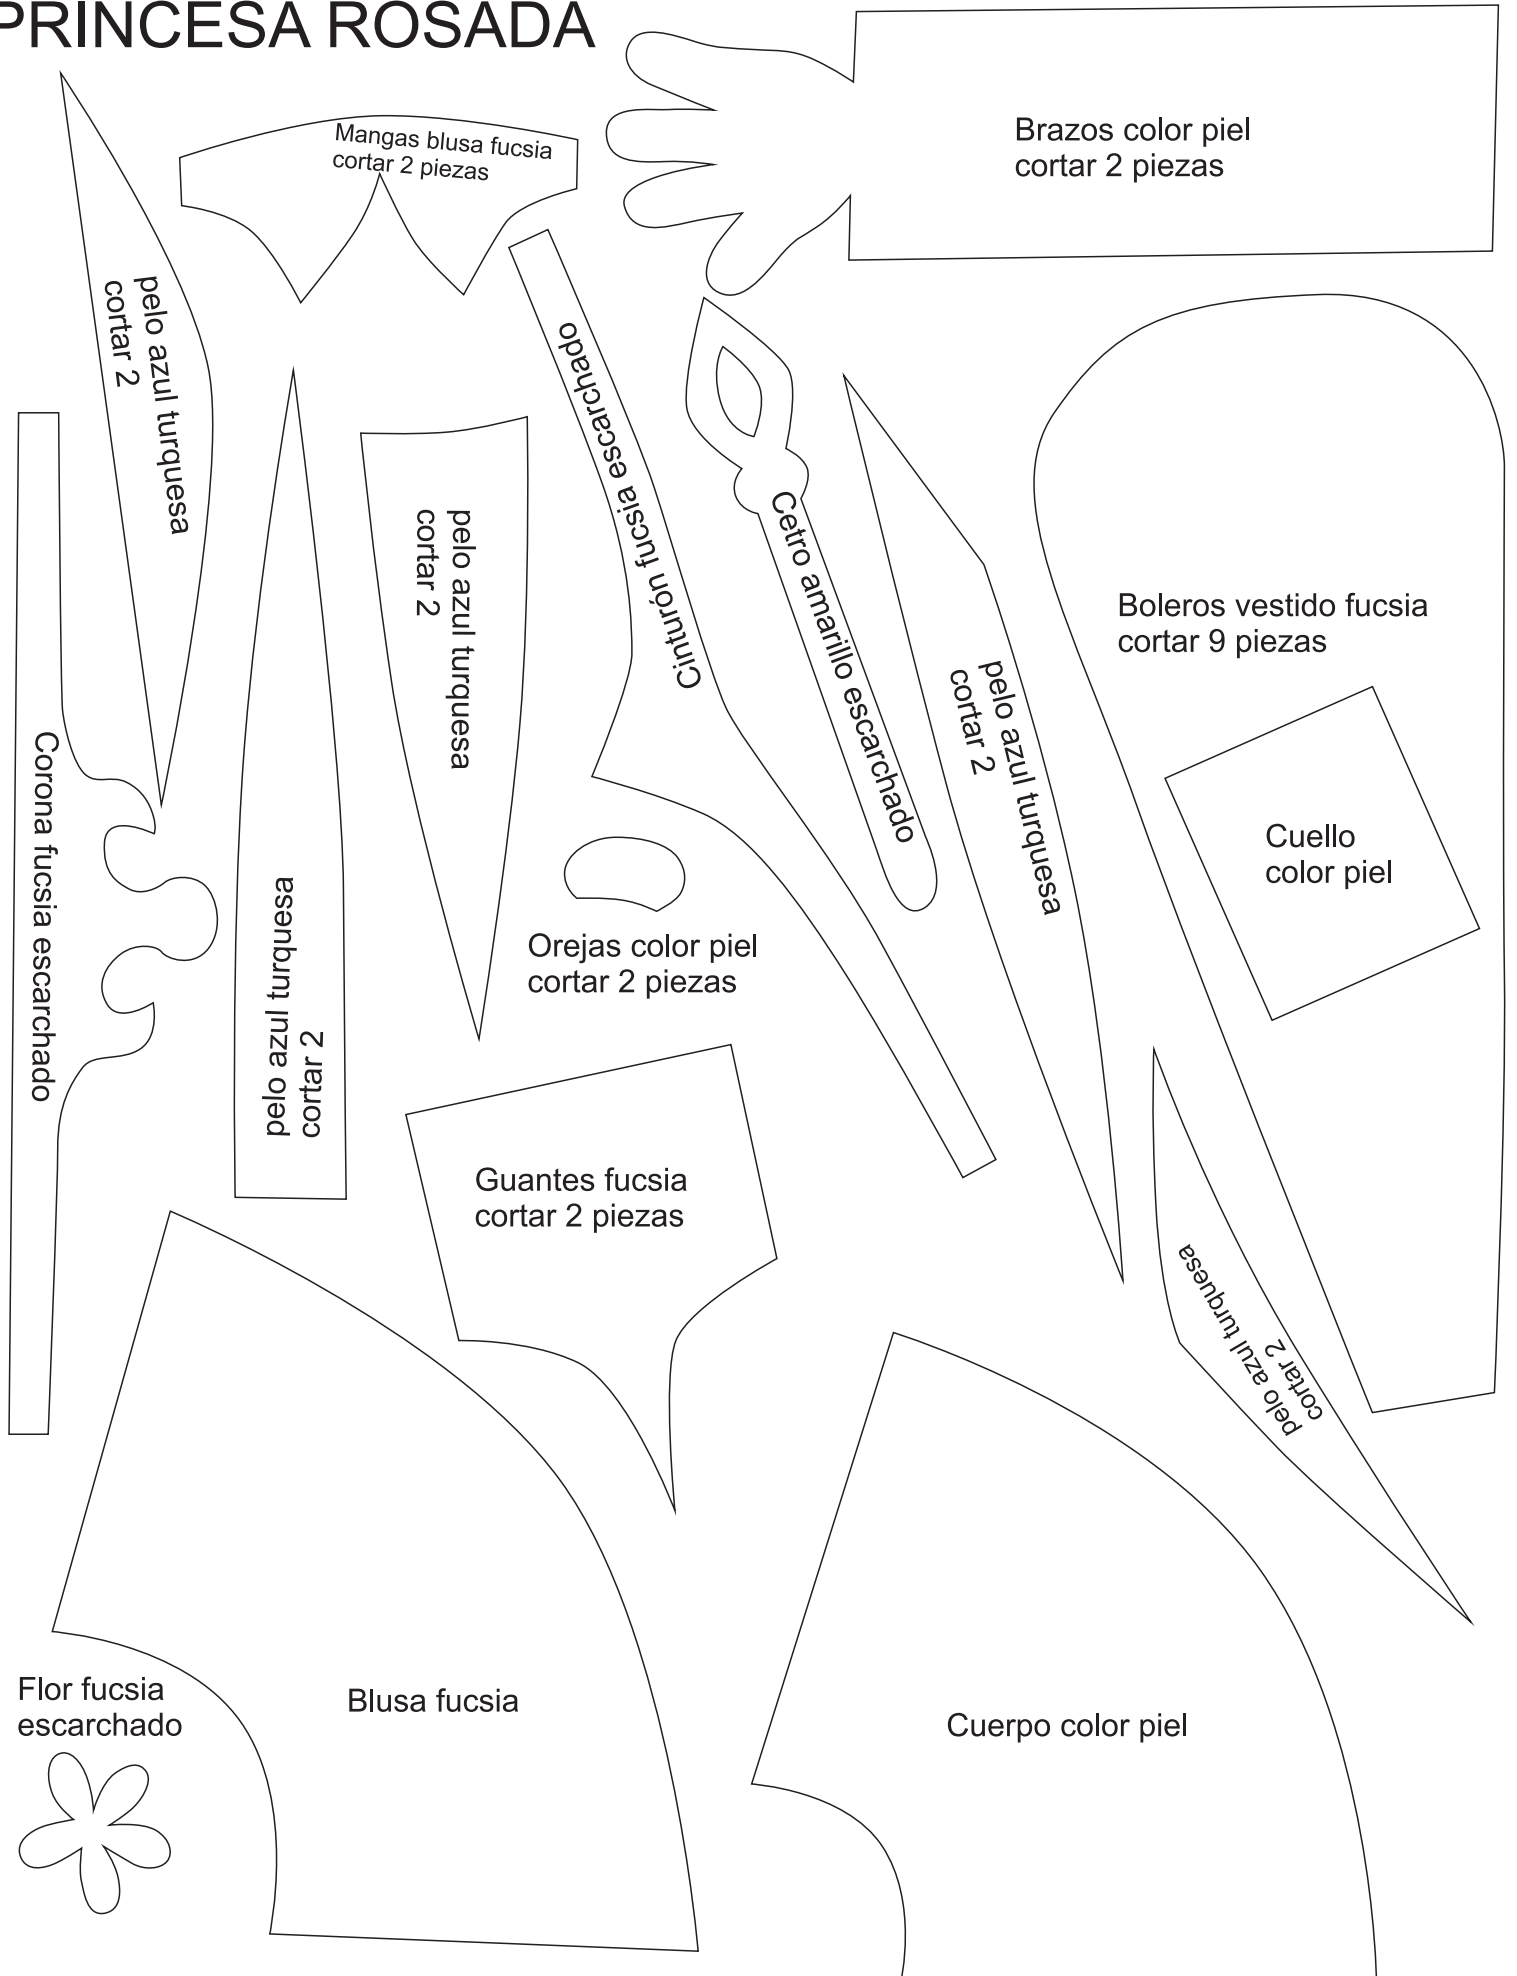 PRINCESA ROSADA
Mangas blusa fucsia
cortar 2 piezas
Brazos color piel
cortar 2 piezas
pelo azul turquesa
cortar 2
Cinturón fucsia escarchado
Cetro amarillo escarchado
pelo azul turquesa
cortar 2
pelo azul turquesa
cortar 2
Boleros vestido fucsia
cortar 9 piezas
Corona fucsia escarchado
pelo azul turquesa
cortar 2
Cuello
color piel
Orejas color piel
cortar 2 piezas
Guantes fucsia
cortar 2 piezas
pelo azul turquesa
cortar 2
Flor fucsia
escarchado
Blusa fucsia
Cuerpo color piel